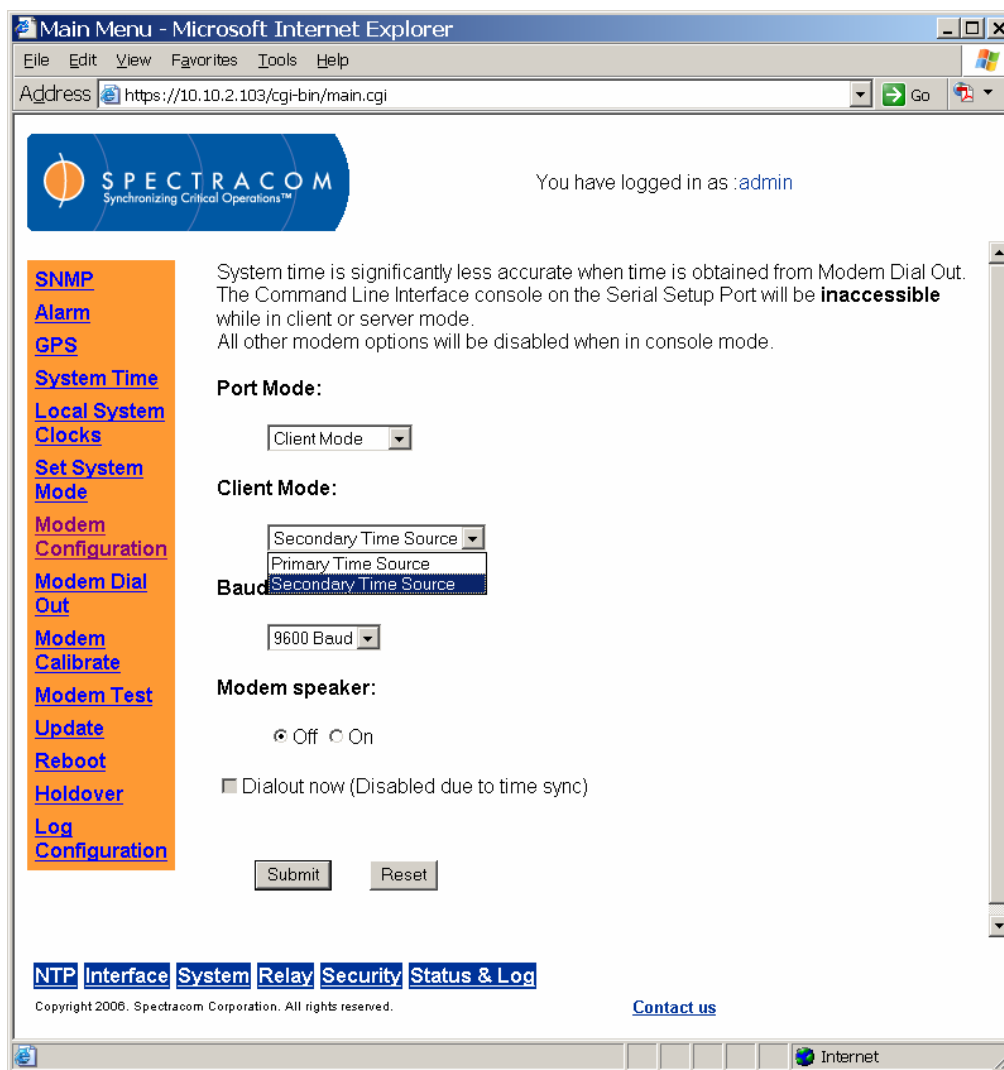 Main Menu - Microsoft Internet Explorer
File Edit View Favorites Tools Help
Address https://10.10.2.103/cgi-bin/main.cgi Go
SPECTRACOM
Synchronizing Critical Operations™
You have logged in as :admin
SNMP
Alarm
GPS
System Time
Local System
Clocks
Set System
Mode
Modem
Configuration
Modem Dial
Out
Modem
Calibrate
Modem Test
Update
Reboot
Holdover
Log
Configuration
System time is significantly less accurate when time is obtained from Modem Dial Out.
The Command Line Interface console on the Serial Setup Port will be inaccessible
while in client or server mode.
All other modem options will be disabled when in console mode.
Port Mode:
Client Mode
Client Mode:
Secondary Time Source
Primary Time Source
Baud Secondary Time Source
9600 Baud
Modem speaker:
Off On
Dialout now (Disabled due to time sync)
Submit Reset
NTP Interface System Relay Security Status & Log
Copyright 2006. Spectracom Corporation. All rights reserved.
Contact us
Internet